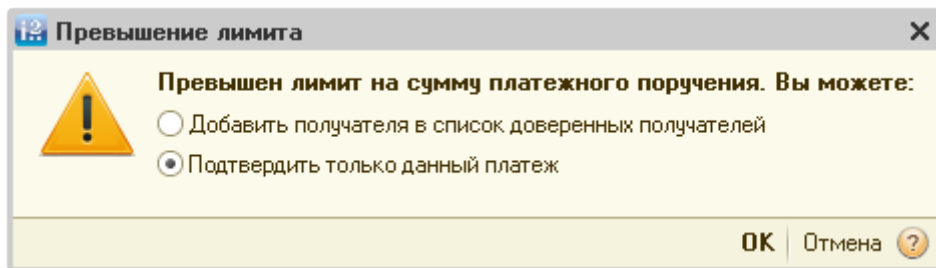 i2 Превышение лимита
Превышен лимит на сумму платежного поручения. Вы можете:
Добавить получателя в список доверенных получателей
Подтвердить только данный платеж
OK Отмена ?